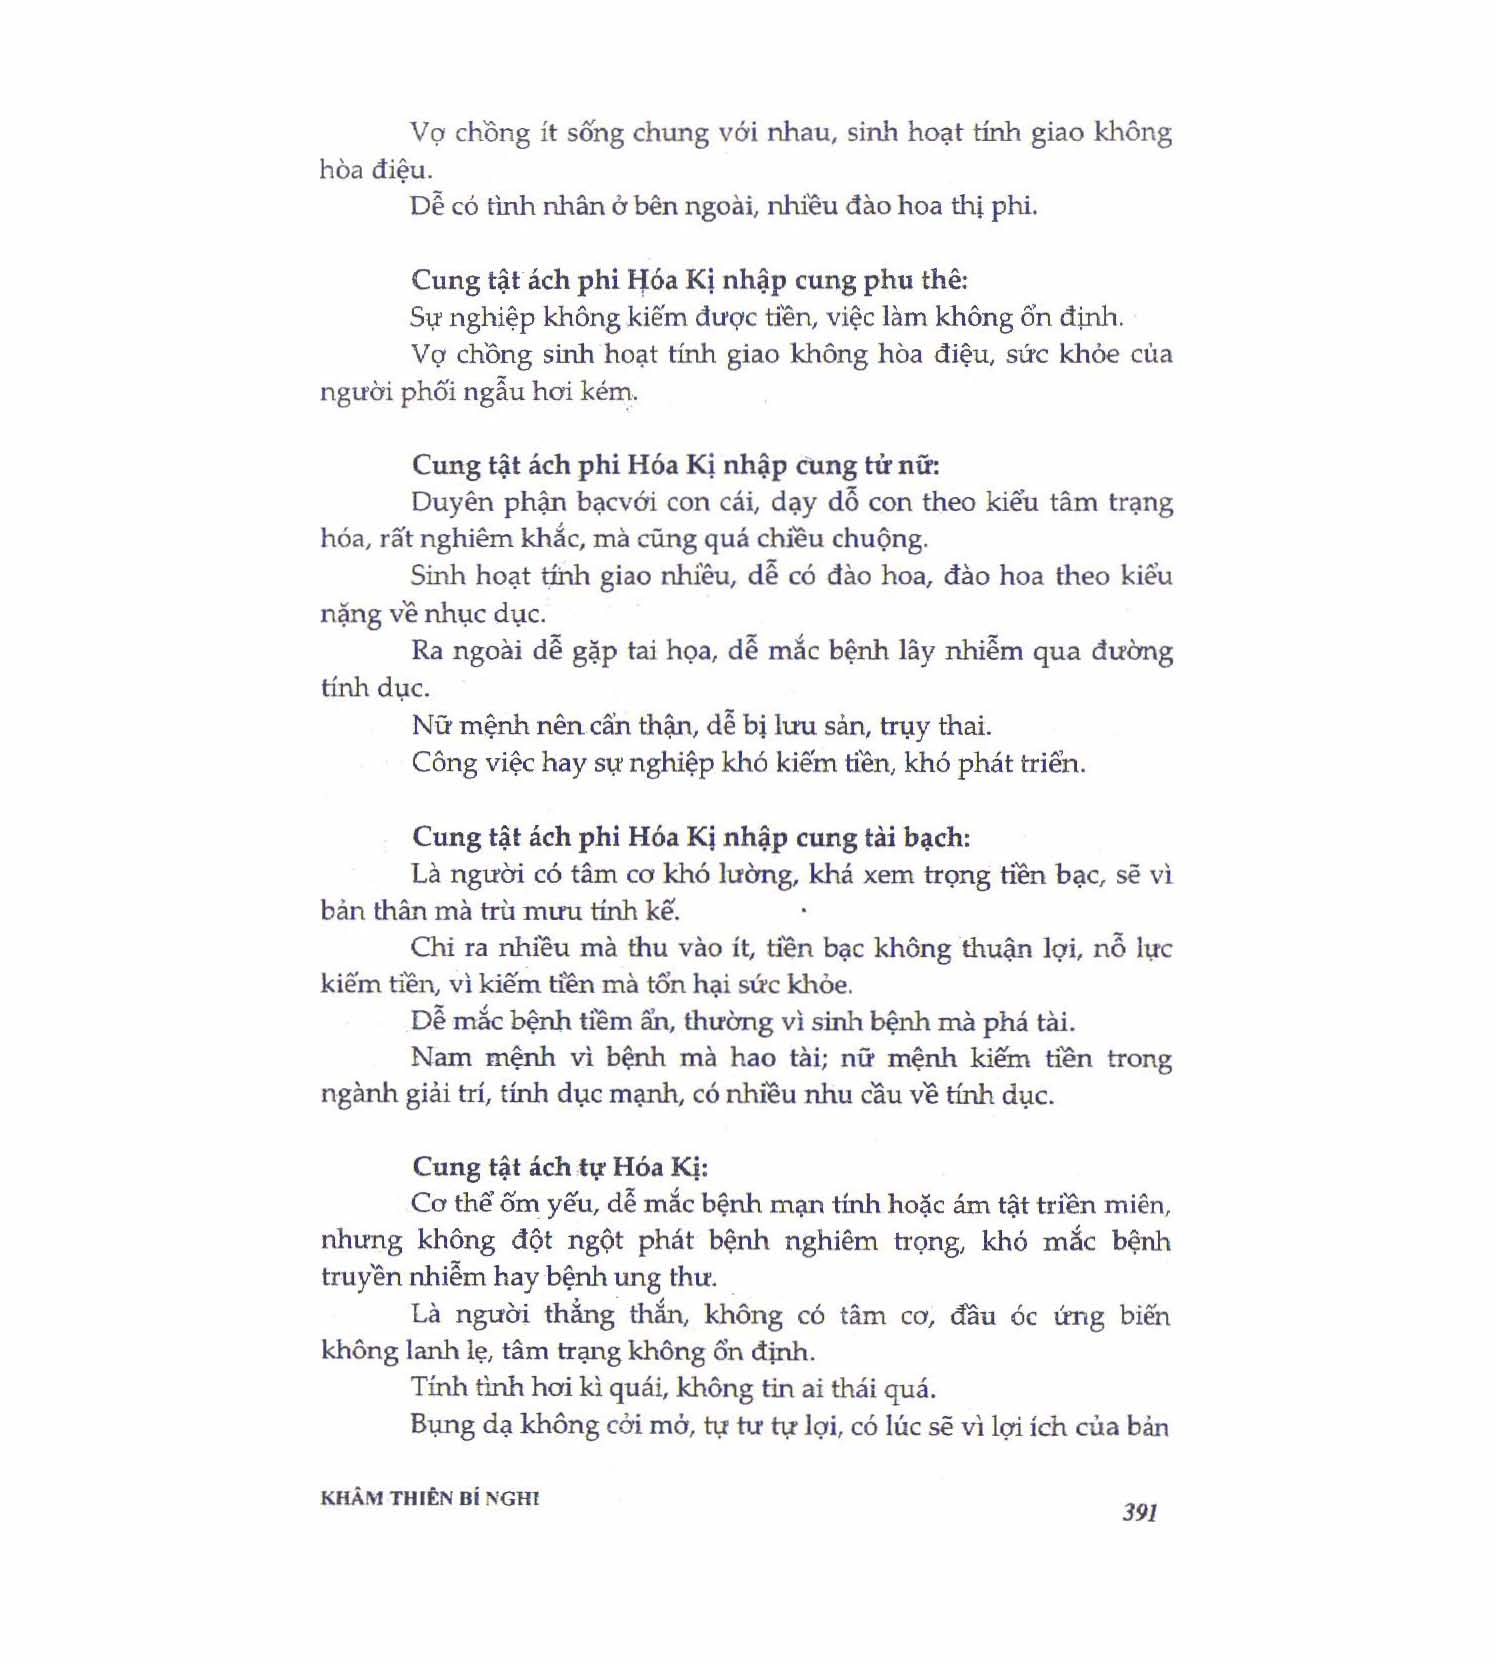 Vợ chồng ít sống chung với nhau, sinh hoạt tính giao không
hòa điệu.
Dễ có tình nhân ở bên ngoài, nhiều đào hoa thị phi.
Cung tật ách phi Hóa Kị nhập cung phu thê:
Sự nghiệp không kiếm được tiền, việc làm không ổn định.
Vợ chồng sinh hoạt tính giao không hòa điệu, sức khỏe của
người phối ngẫu hơi kém.
Cung tật ách phi Hóa Kị nhập cung tử nữ:
Duyên phận bạcvới con cái, dạy dỗ con theo kiểu tâm trạng
hóa, rất nghiêm khắc, mà cũng quá chiều chuộng.
Sinh hoạt tính giao nhiều, dễ có đào hoa, đào hoa theo kiểu
nặng về nhục dục.
Ra ngoài dễ gặp tai họa, dễ mắc bệnh lây nhiễm qua đường
tính dục.
Nữ mệnh nên cẩn thận, dễ bị lưu sản, trụy thai.
Công việc hay sự nghiệp khó kiếm tiền, khó phát triển.
Cung tật ách phi Hóa Kị nhập cung tài bạch:
Là người có tâm cơ khó lường, khá xem trọng tiền bạc, sẽ vì
bản thân mà trù mưu tính kế.
Chi ra nhiều mà thu vào ít, tiền bạc không thuận lợi, nỗ lực
kiếm tiền, vì kiếm tiền mà tổn hại sức khỏe.
Dễ mắc bệnh tiềm ẩn, thường vì sinh bệnh mà phá tài.
Nam mệnh vì bệnh mà hao tài; nữ mệnh kiếm tiền trong
ngành giải trí, tính dục mạnh, có nhiều nhu cầu về tính dục.
Cung tật ách tự Hóa Kị:
Cơ thể ốm yếu, dễ mắc bệnh mạn tính hoặc ám tật triền miên,
nhưng không đột ngột phát bệnh nghiêm trọng, khó mắc bệnh
truyền nhiễm hay bệnh ung thư.
Là người thẳng thắn, không có tâm cơ, đầu óc ứng biến
không lanh lẹ, tâm trạng không ổn định.
Tính tình hơi kì quái, không tin ai thái quá.
Bụng dạ không cởi mở, tự tư tự lợi, có lúc sẽ vì lợi ích của bản
KHÂM THIÊN BÍ NGHI
391